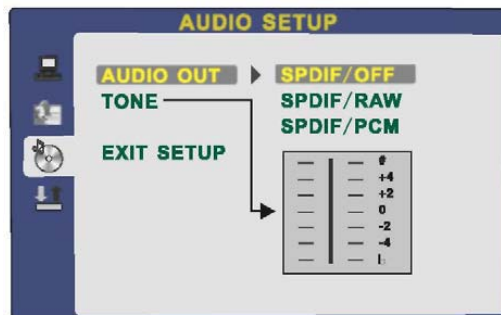 AUDIO SETUP
AUDIO OUT SPDIF/OFF
TONE SPDIF/RAW
SPDIF/PCM
EXIT SETUP
#
+4
+2
0
-2
-4
b